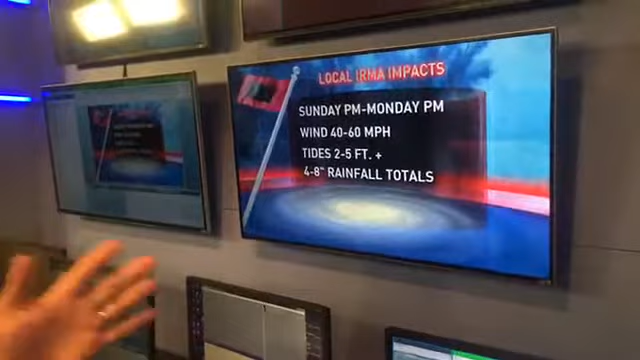 LOCAL IRMA IMPACTS
SUNDAY PM-MONDAY PM
WIND 40-60 MPH
TIDES 2-5 FT. +
4-8" RAINFALL TOTALS